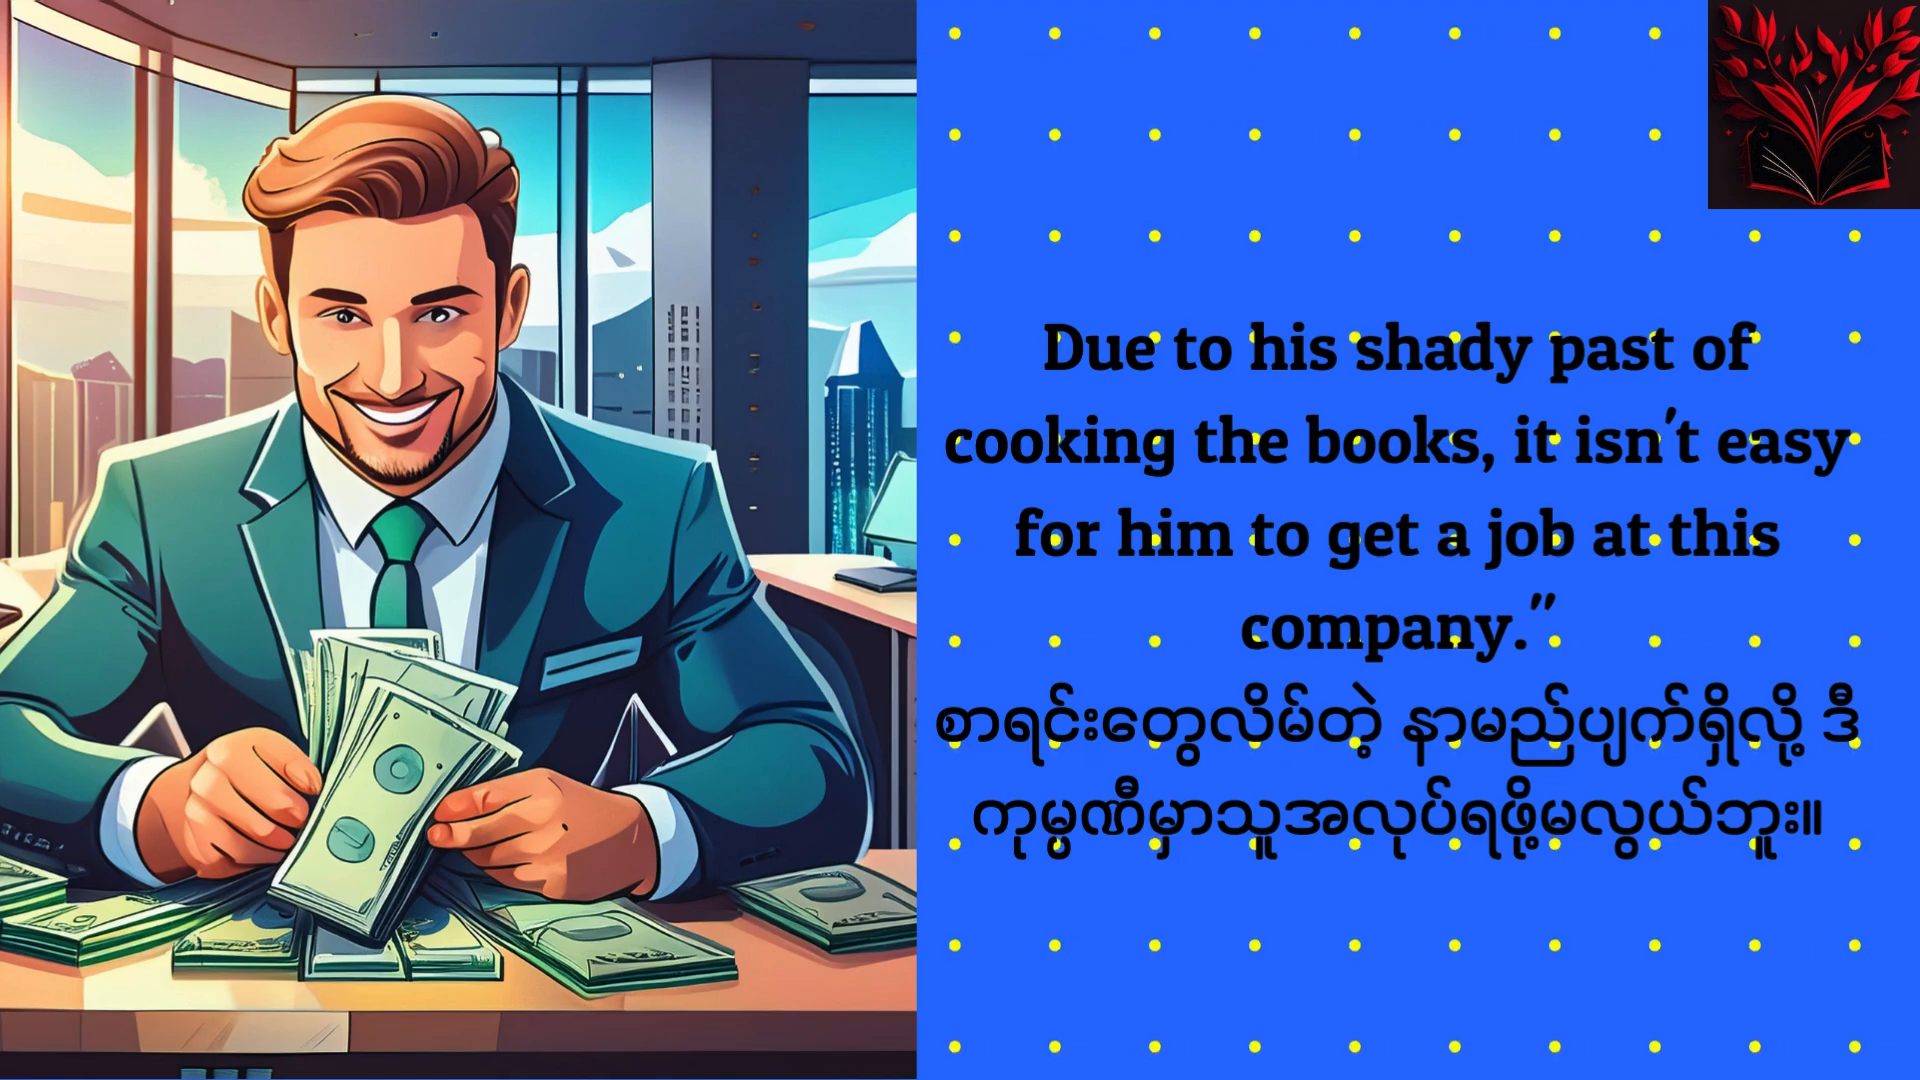 Due to his shady past of
cooking the books, it isn't easy
for him to get a job at this
company.”
စာရင်းတွေလိမ်တဲ့ နာမည်ပျက်ရှိလို့ ဒီ
ကုမ္ပဏီမှာသူအလုပ်ရဖို့မလွယ်ဘူး။